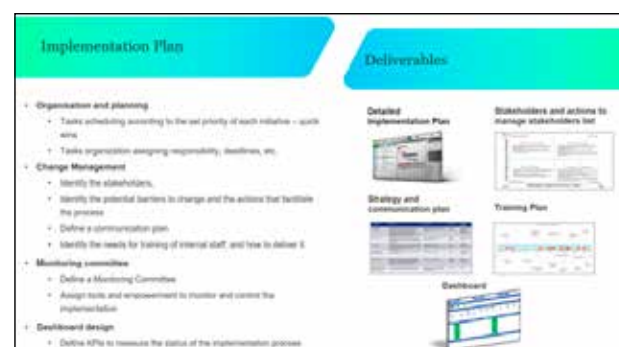 Implementation Plan
• Organisation and planning
• Tasks scheduling according to the set priority of each initiative – quick
wins
• Tasks organization assigning responsibility, deadlines, etc.
• Change Management
• Identify the stakeholders,
• Identify the potential barriers to change and the actions that facilitate
the process
• Define a communication plan
• Identify the needs for training of internal staff, and how to deliver it
• Monitoring committee
• Define a Monitoring Committee
• Assign tools and empowerment to monitor and control the
implementation
• Dashboard design
• Define KPIs to measure the status of the implementation process
Deliverables
Detailed
Implementation Plan
Stakeholders and actions to
manage stakeholders list
Strategy and
communication plan
Training Plan
Dashboard